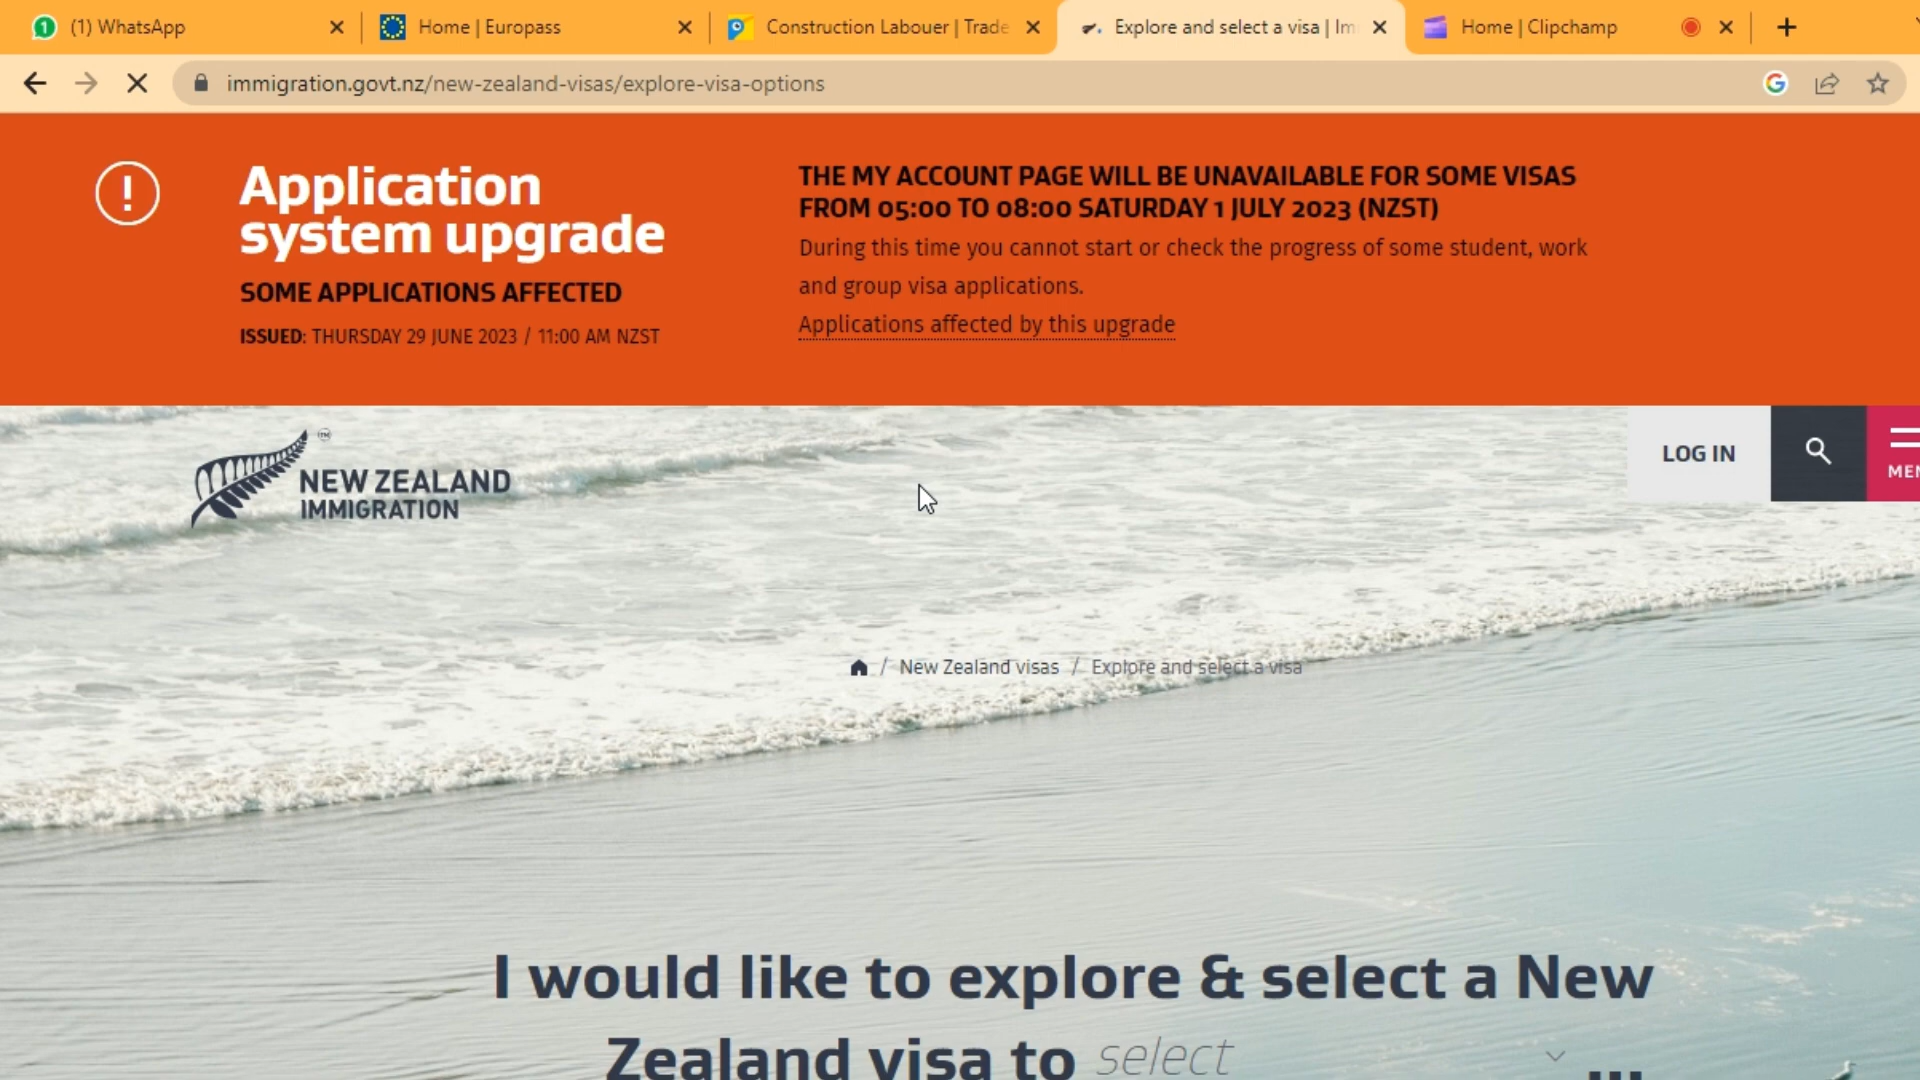 1 (1) WhatsApp
Home | Europass
Construction Labouer | Trade
Explore and select a visa | Im
Home | Clipchamp
immigration.govt.nz/new-zealand-visas/explore-visa-options
Application
system upgrade
SOME APPLICATIONS AFFECTED
ISSUED: THURSDAY 29 JUNE 2023 / 11:00 AM NZST
THE MY ACCOUNT PAGE WILL BE UNAVAILABLE FOR SOME VISAS
FROM 05:00 TO 08:00 SATURDAY 1 JULY 2023 (NZST)
During this time you cannot start or check the progress of some student, work
and group visa applications.
Applications affected by this upgrade
NEW ZEALAND
IMMIGRATION
TM
LOG IN
MEN
/ New Zealand visas / Explore and select a visa
I would like to explore & select a New
Zealand visa to select